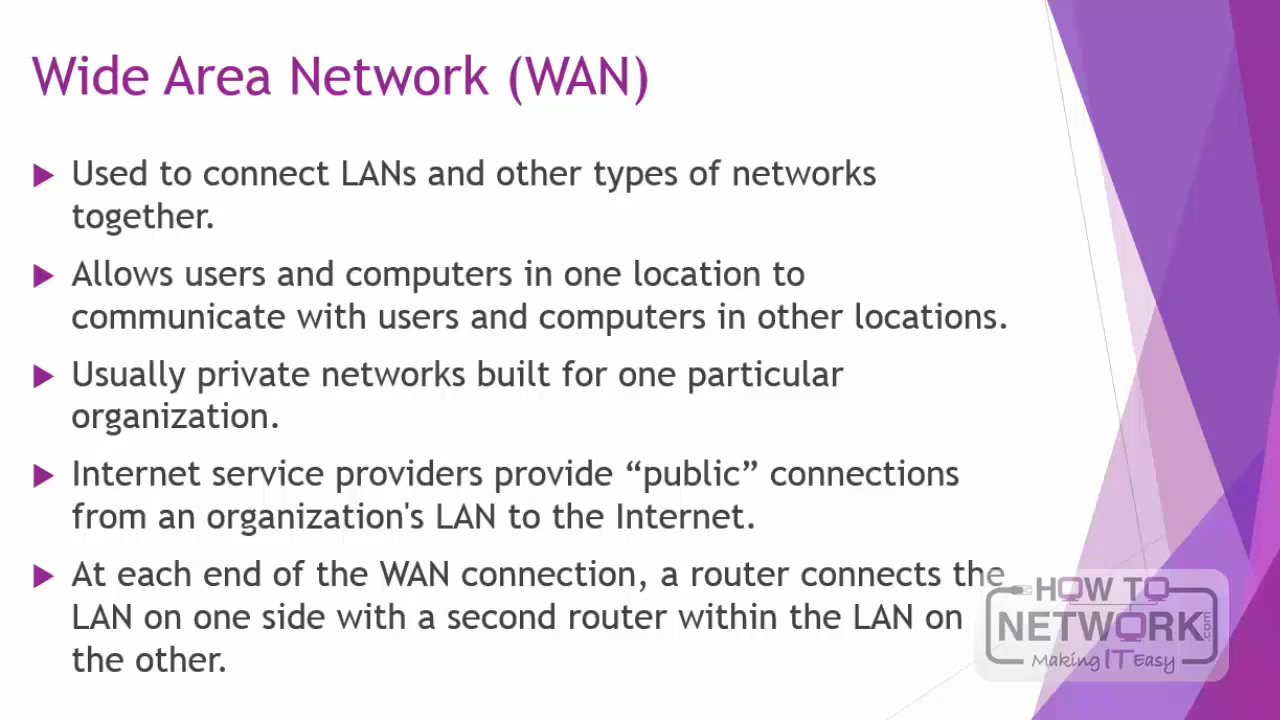 Wide Area Network (WAN)
Used to connect LANs and other types of networks
together.
Allows users and computers in one location to
communicate with users and computers in other locations.
Usually private networks built for one particular
organization.
Internet service providers provide “public” connections
from an organization's LAN to the Internet.
At each end of the WAN connection, a router connects the
LAN on one side with a second router within the LAN on
the other.
HOW TO
NETWORK.com
Making IT Easy